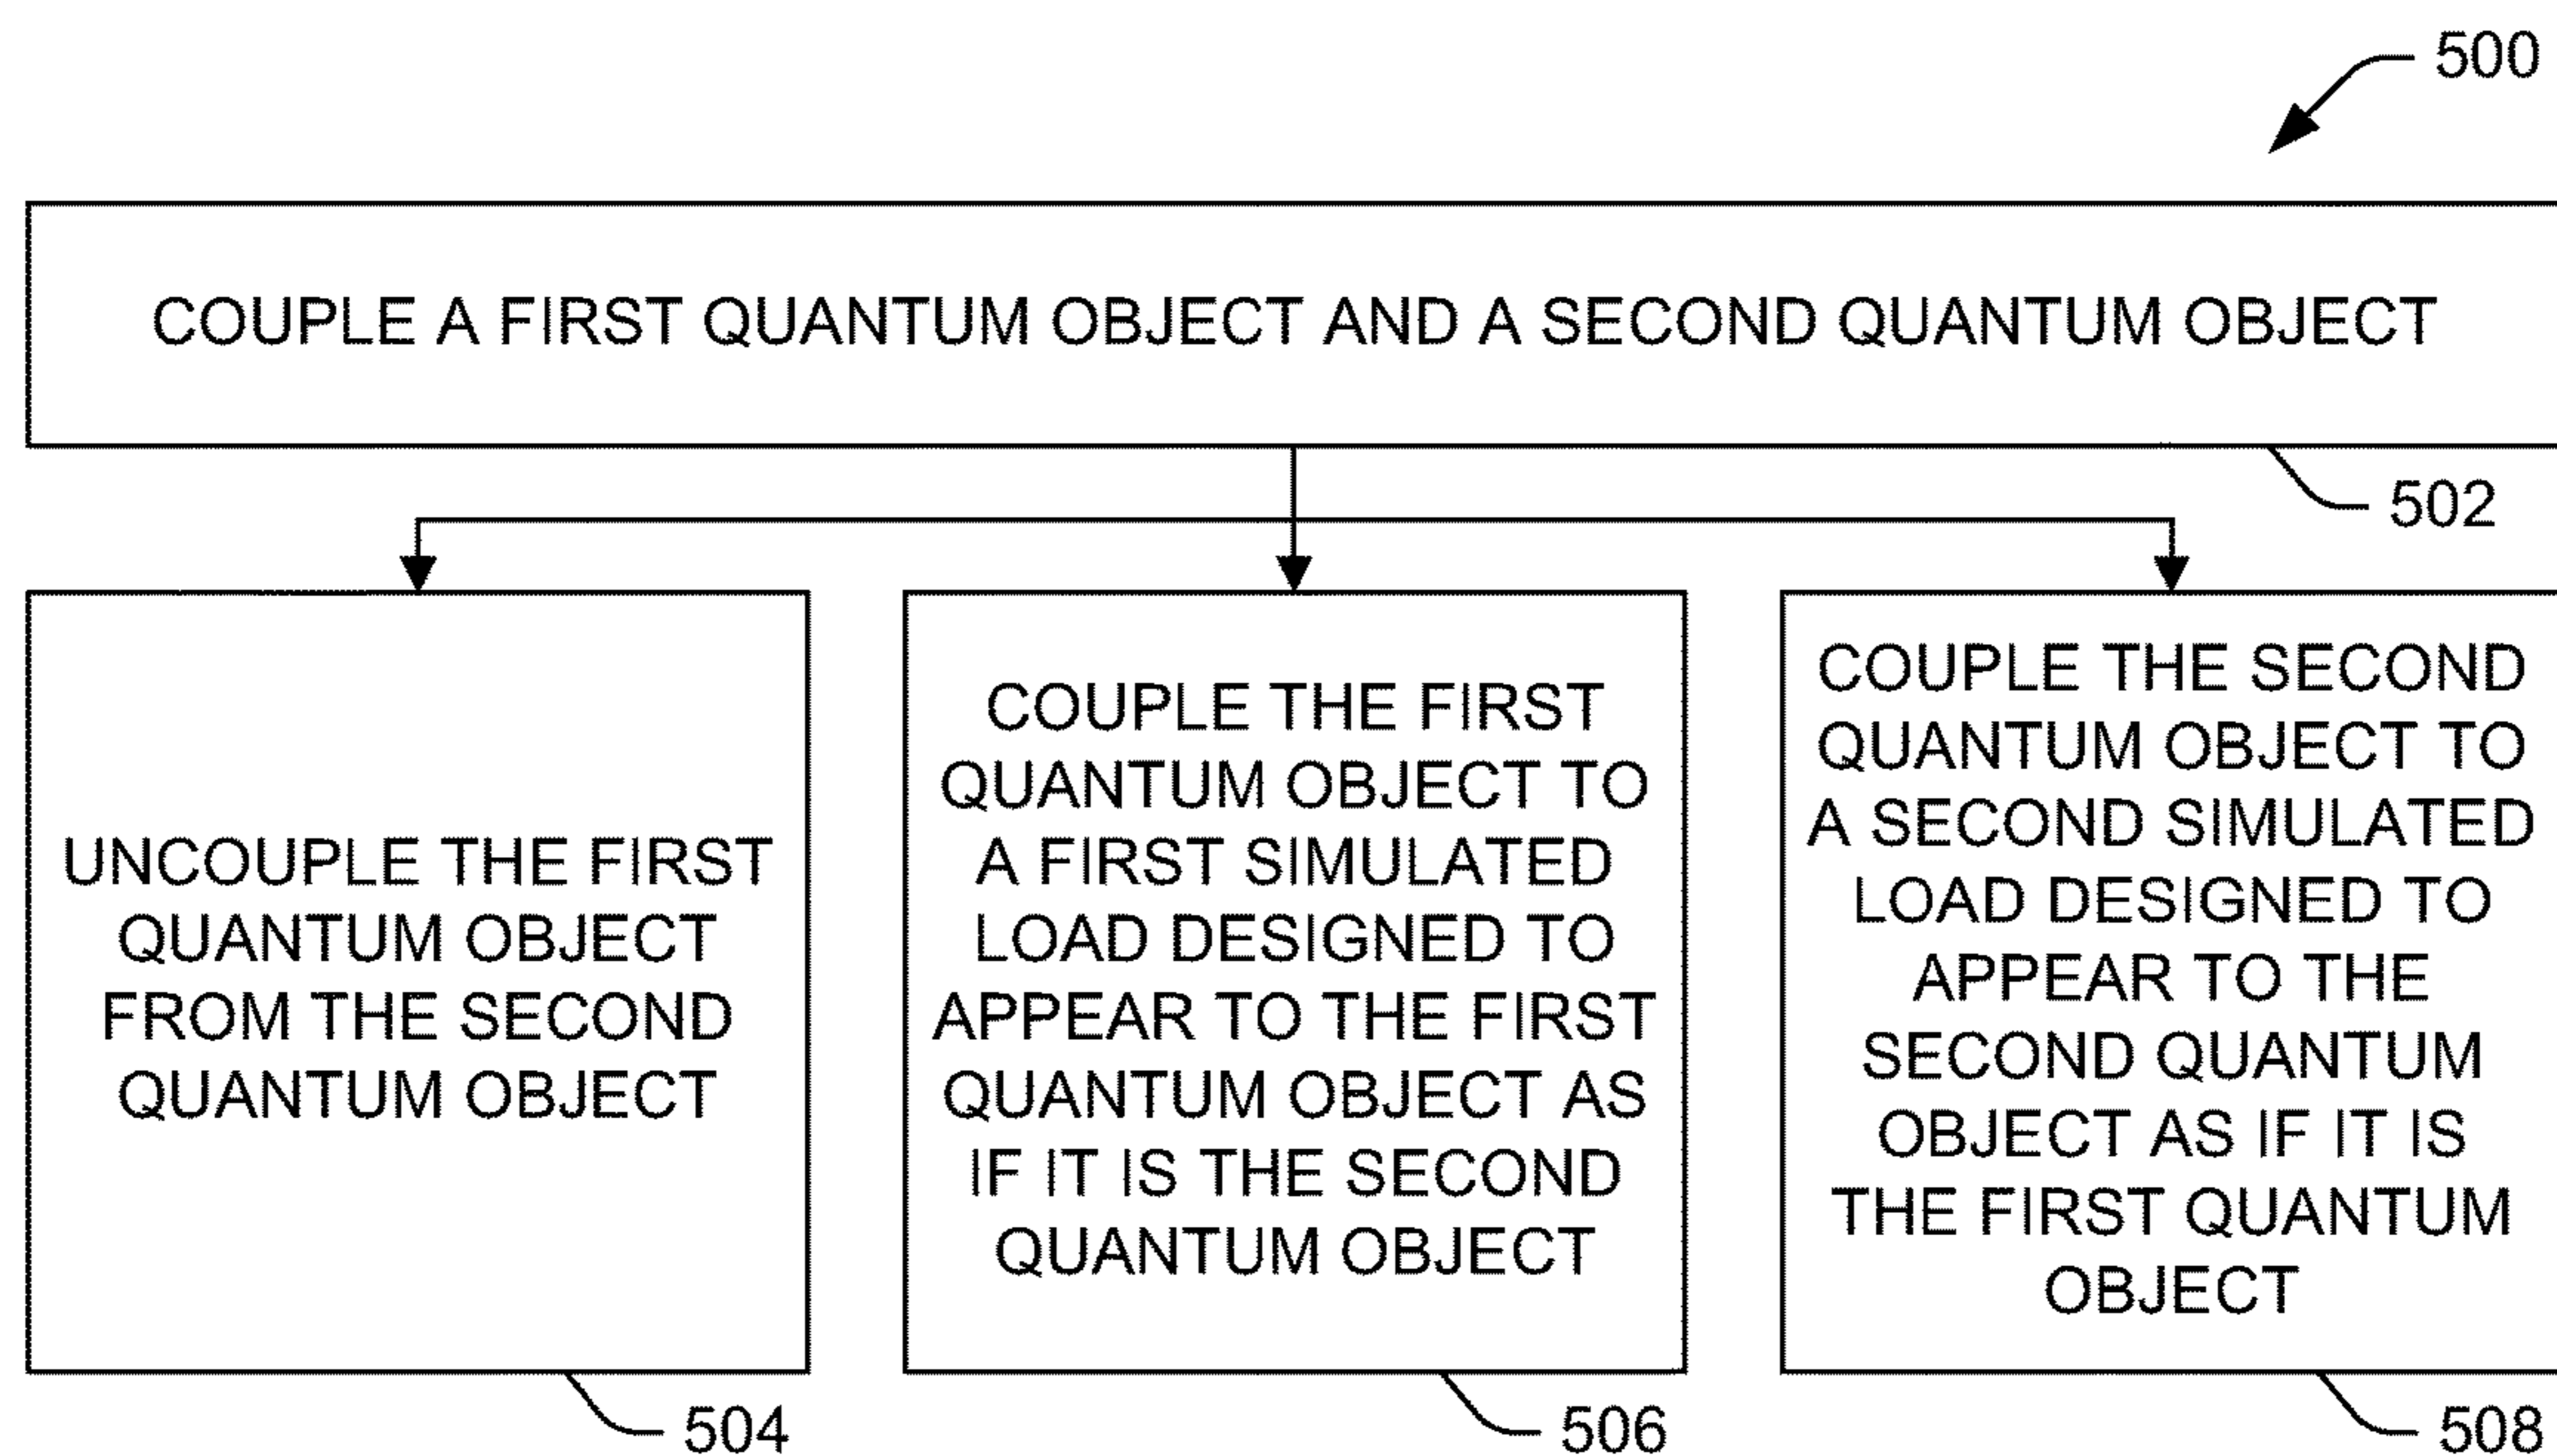 500
COUPLE A FIRST QUANTUM OBJECT AND A SECOND QUANTUM OBJECT
502
UNCOUPLE THE FIRST
QUANTUM OBJECT
FROM THE SECOND
QUANTUM OBJECT
504
COUPLE THE FIRST
QUANTUM OBJECT TO
A FIRST SIMULATED
LOAD DESIGNED TO
APPEAR TO THE FIRST
QUANTUM OBJECT AS
IF IT IS THE SECOND
QUANTUM OBJECT
506
COUPLE THE SECOND
QUANTUM OBJECT TO
A SECOND SIMULATED
LOAD DESIGNED TO
APPEAR TO THE
SECOND QUANTUM
OBJECT AS IF IT IS
THE FIRST QUANTUM
OBJECT
508